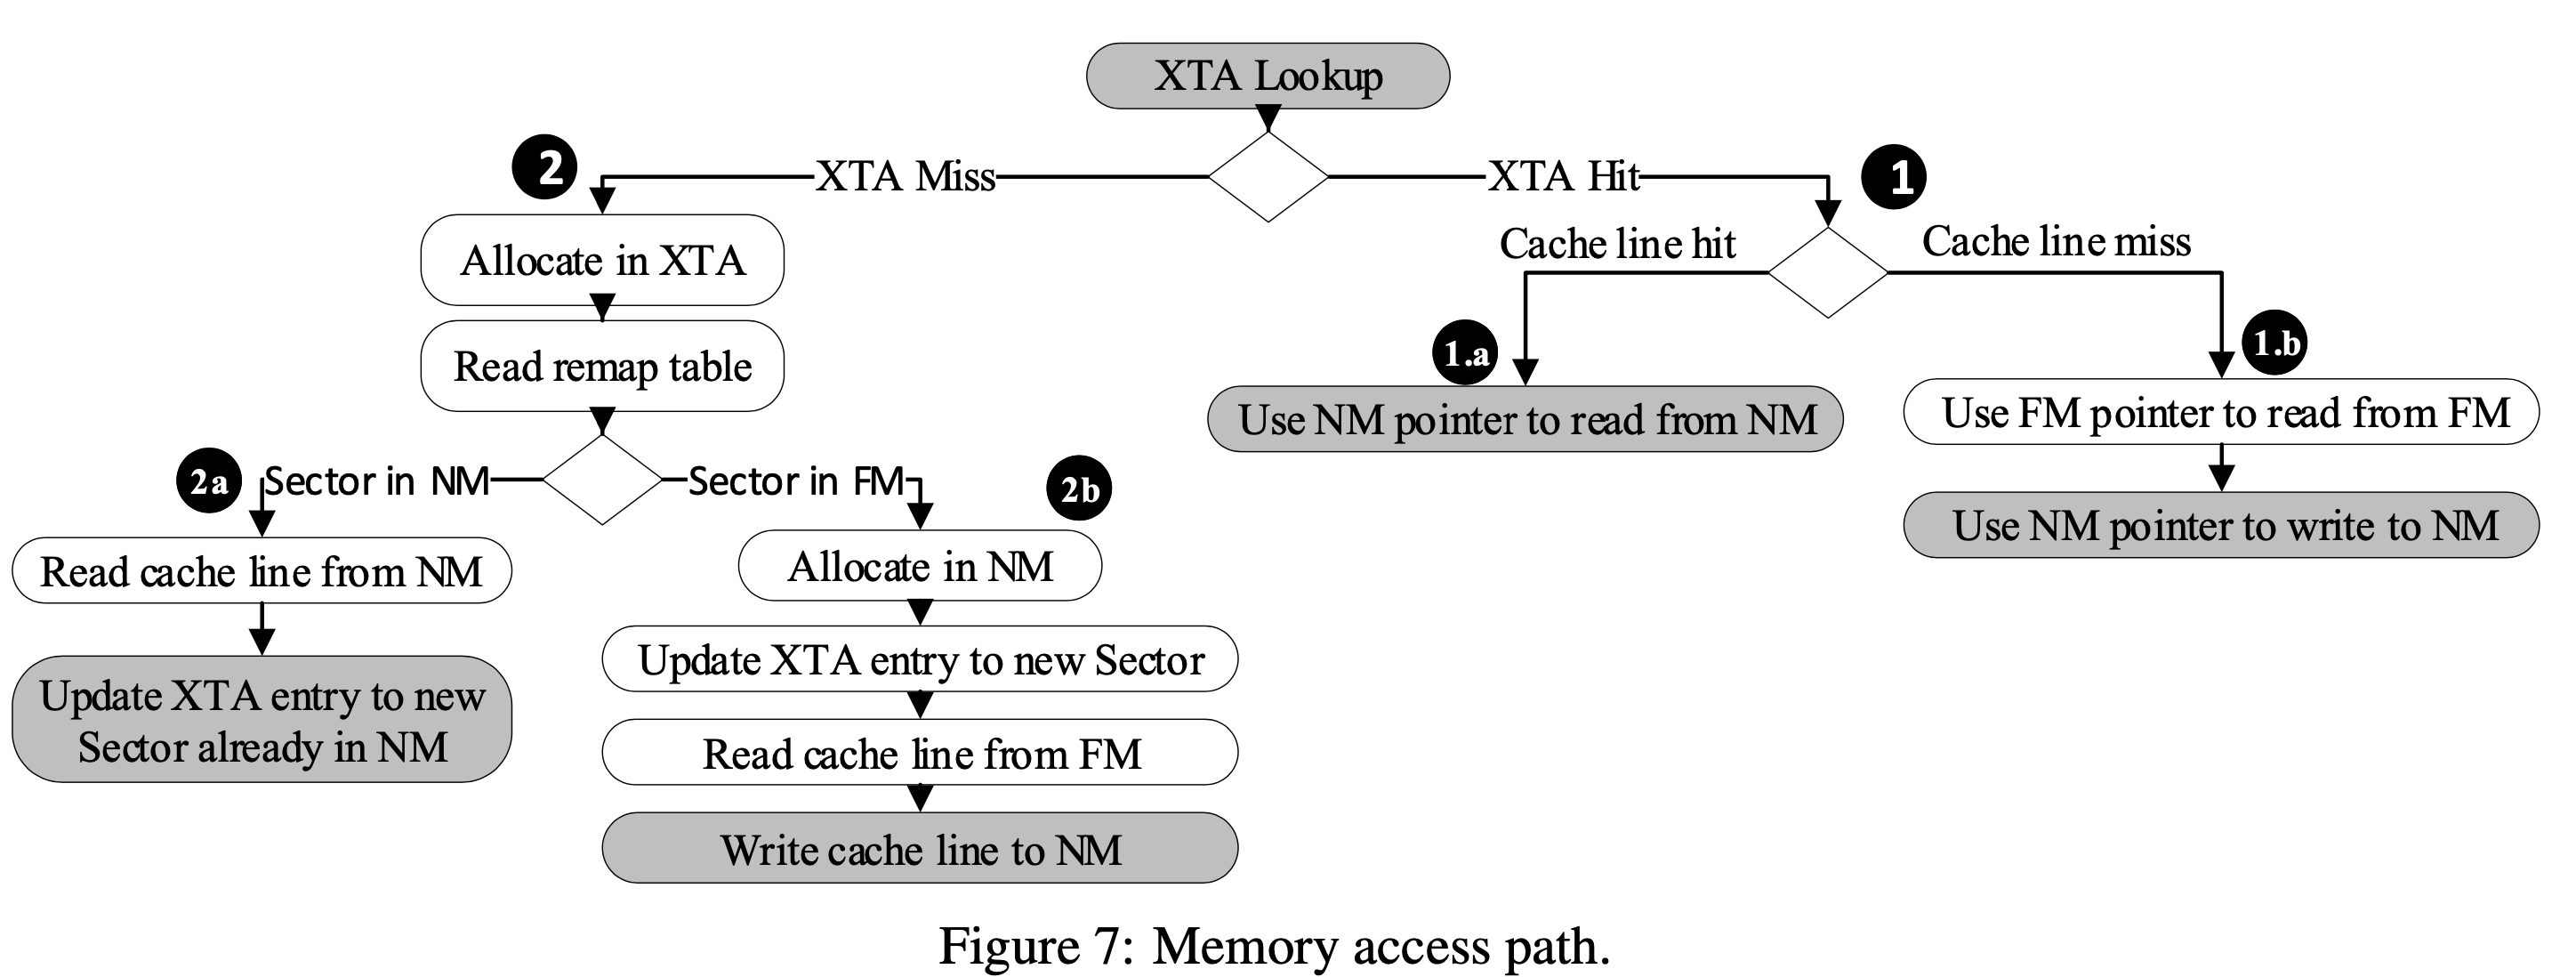 XTA Lookup
2
XTA Miss
XTA Hit
1
Allocate in XTA
Read remap table
Cache line hit
Cache line miss
1.a
1.b
Use NM pointer to read from NM
Use FM pointer to read from FM
Use NM pointer to write to NM
2a
Sector in NM
Sector in FM
2b
Read cache line from NM
Update XTA entry to new
Sector already in NM
Allocate in NM
Update XTA entry to new Sector
Read cache line from FM
Write cache line to NM
Figure 7: Memory access path.